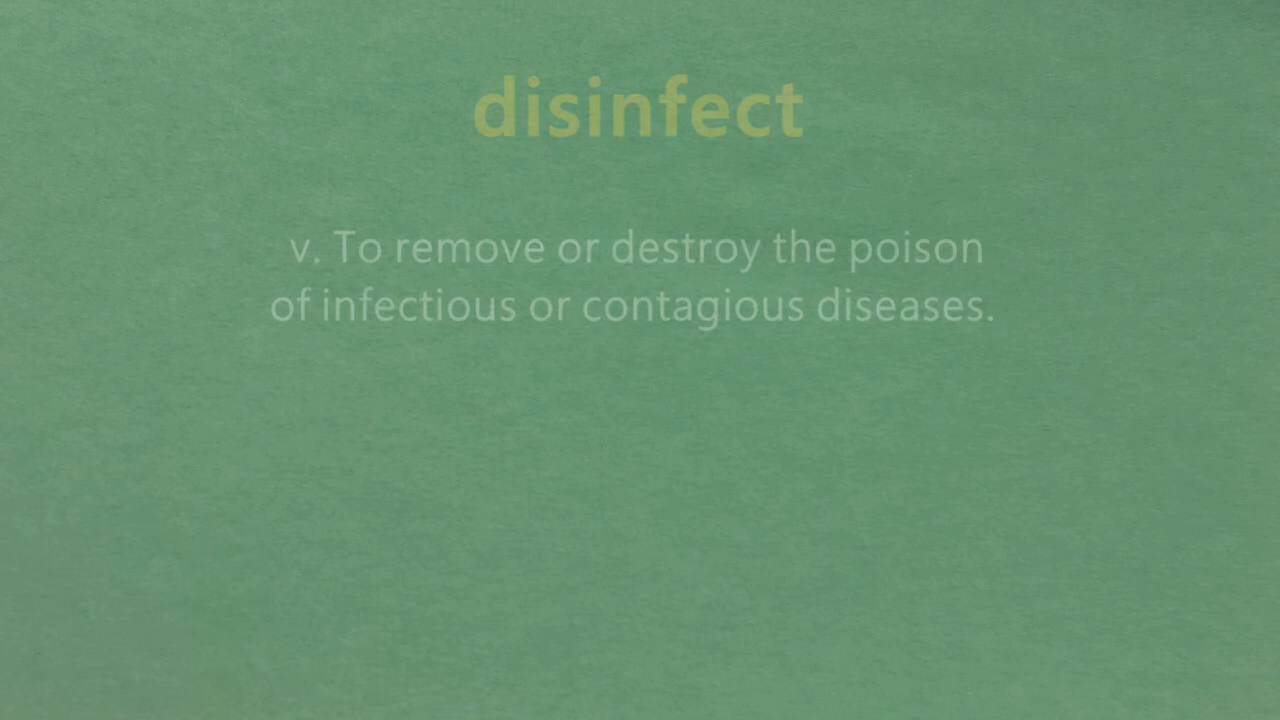 disinfect
v. To remove or destroy the poison
of infectious or contagious diseases.